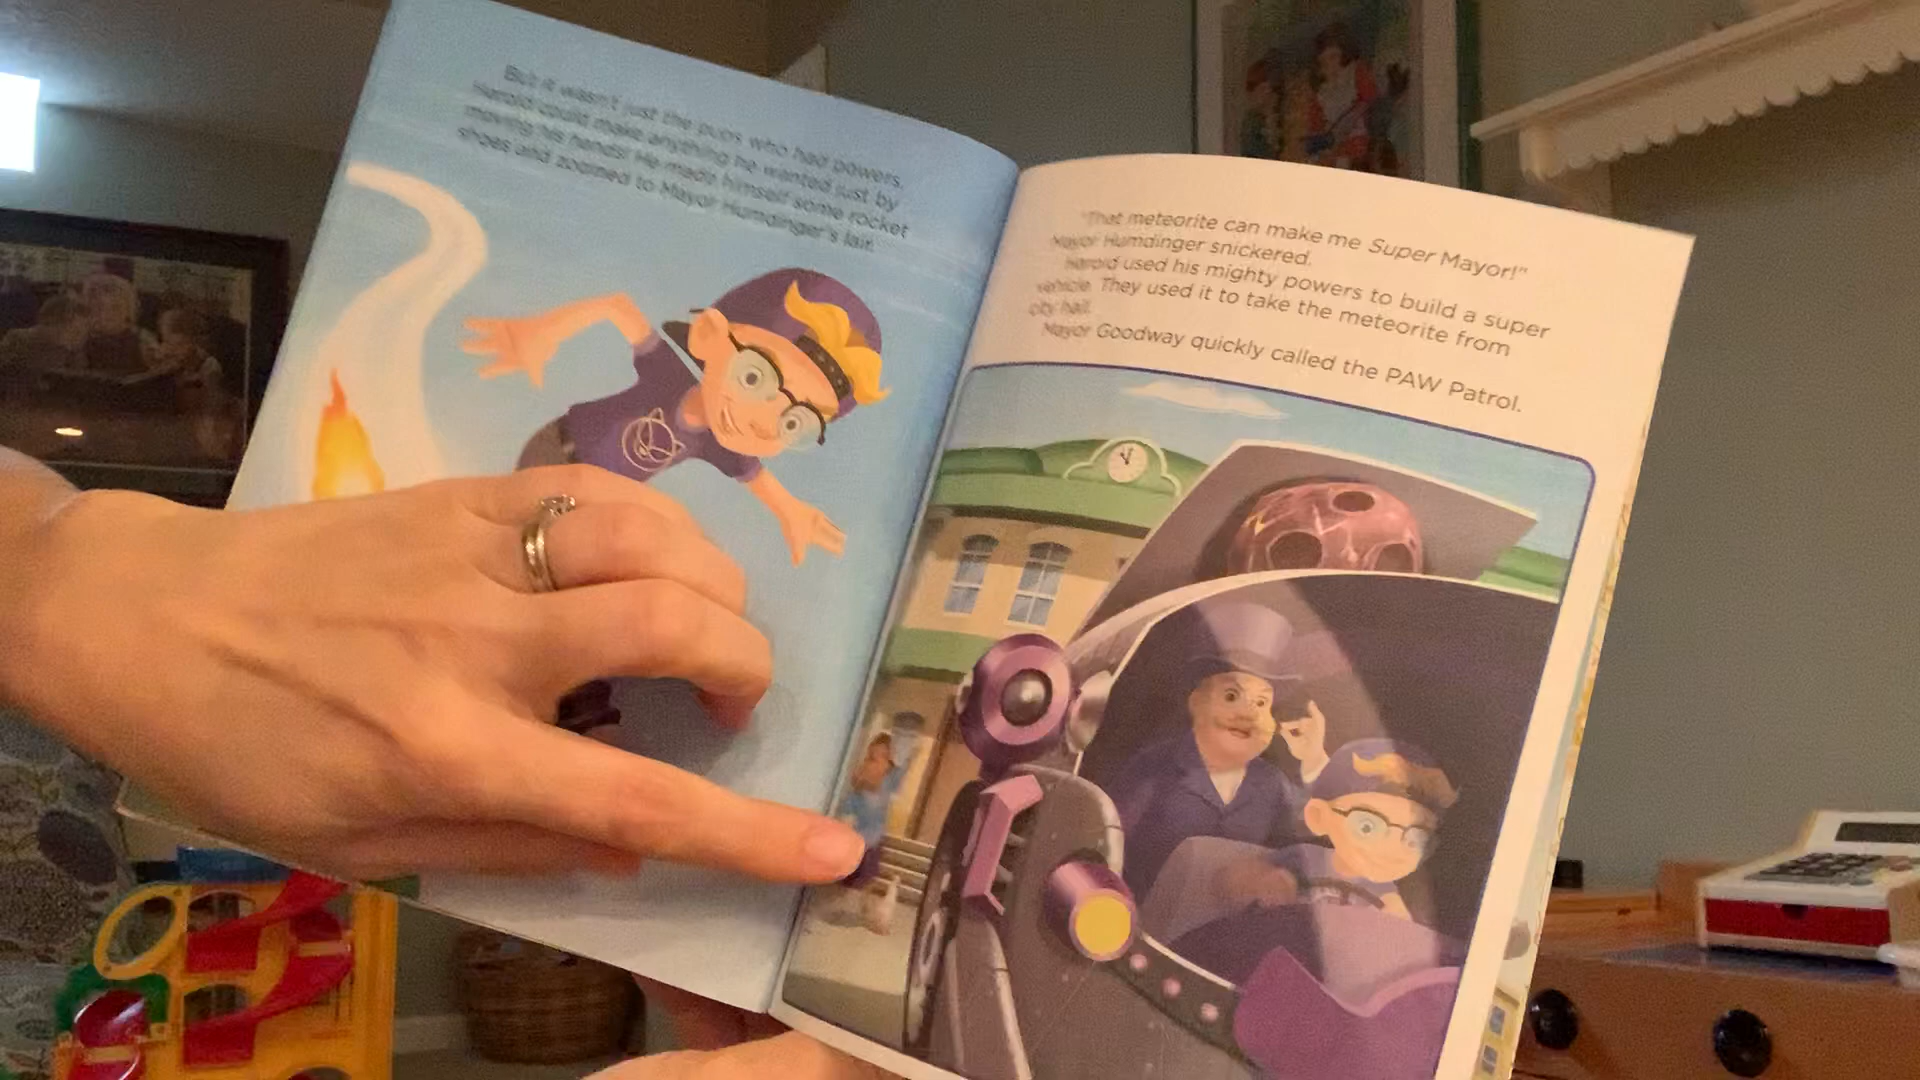 But it wasn't just the pups who had powers.
Harold could make anything he wanted just by
moving his hands! He made himself some rocket
shoes and zoomed to Mayor Humdinger's lair.
"That meteorite can make me Super Mayor!"
Mayor Humdinger snickered.
Harold used his mighty powers to build a super
vehicle. They used it to take the meteorite from
city hall.
Mayor Goodway quickly called the PAW Patrol.